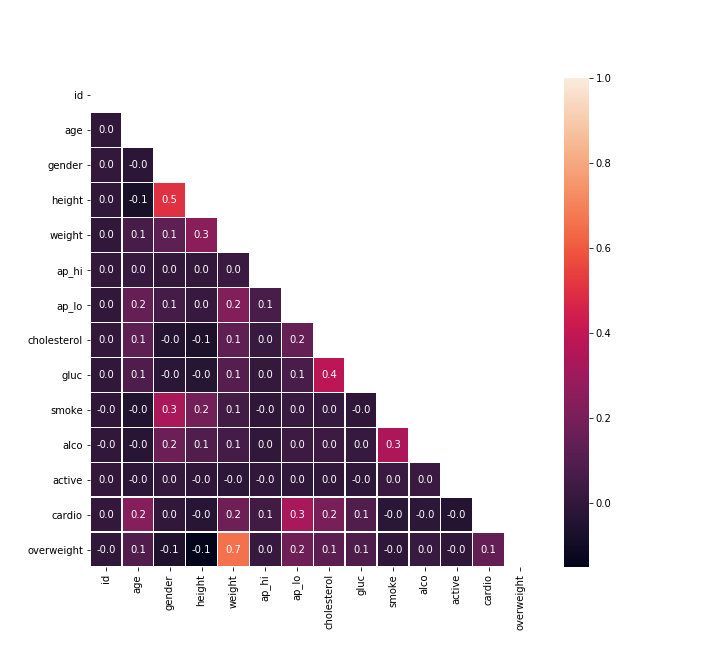 id
age 0.0
gender 0.0 -0.0
height 0.0 -0.1 0.5
weight 0.0 0.1 0.1 0.3
ap_hi 0.0 0.0 0.0 0.0 0.0
ap_lo 0.0 0.2 0.1 0.0 0.2 0.1
cholesterol 0.0 0.1 -0.0 -0.1 0.1 0.0 0.2
gluc 0.0 0.1 -0.0 -0.0 0.1 0.0 0.1 0.4
smoke -0.0 -0.0 0.3 0.2 0.1 -0.0 0.0 0.0 -0.0
alco -0.0 -0.0 0.2 0.1 0.1 0.0 0.0 0.0 0.0 0.3
active 0.0 -0.0 0.0 -0.0 -0.0 -0.0 0.0 0.0 -0.0 0.0 0.0
cardio 0.0 0.2 0.0 -0.0 0.2 0.1 0.3 0.2 0.1 -0.0 -0.0 -0.0
overweight -0.0 0.1 -0.1 -0.1 0.7 0.0 0.2 0.1 0.1 -0.0 0.0 -0.0 0.1
id age gender height weight ap_hi ap_lo cholesterol gluc smoke alco active cardio overweight
1.0
0.8
0.6
0.4
0.2
0.0